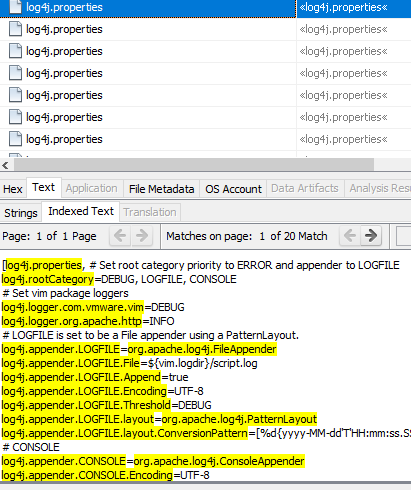 log4j.properties «log4j.properties«
log4j.properties «log4j.properties«
log4j.properties «log4j.properties«
log4j.properties «log4j.properties«
log4j.properties «log4j.properties«
log4j.properties «log4j.properties«
log4j.properties «log4j.properties«
Hex Text Application File Metadata OS Account Data Artifacts Analysis Resu
Strings Indexed Text Translation
Page: 1 of 1 Page Matches on page: 1 of 20 Match
[log4j.properties, # Set root category priority to ERROR and appender to LOGFILE
log4j.rootCategory=DEBUG, LOGFILE, CONSOLE
# Set vim package loggers
log4j.logger.com.vmware.vim=DEBUG
log4j.logger.org.apache.http=INFO
# LOGFILE is set to be a File appender using a PatternLayout.
log4j.appender.LOGFILE=org.apache.log4j.FileAppender
log4j.appender.LOGFILE.File=${vim.logdir}/script.log
log4j.appender.LOGFILE.Append=true
log4j.appender.LOGFILE.Encoding=UTF-8
log4j.appender.LOGFILE.Threshold=DEBUG
log4j.appender.LOGFILE.layout=org.apache.log4j.PatternLayout
log4j.appender.LOGFILE.layout.ConversionPattern=[%d{yyyy-MM-dd'T'HH:mm:ss.SS
# CONSOLE
log4j.appender.CONSOLE=org.apache.log4j.ConsoleAppender
log4j.appender.CONSOLE.Encoding=UTF-8